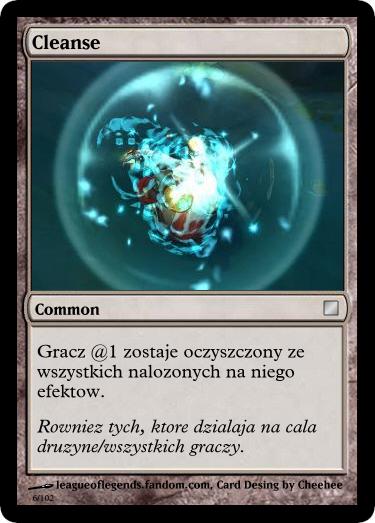 Cleanse
Common
Gracz @1 zostaje oczyszczony ze
wszystkich nalozonych na niego
efektow.
Rowniez tych, ktore dzialaja na cala
druzyne/wszystkich graczy.
leagueoflegends.fandom.com, Card Desing by Cheehee
6/102